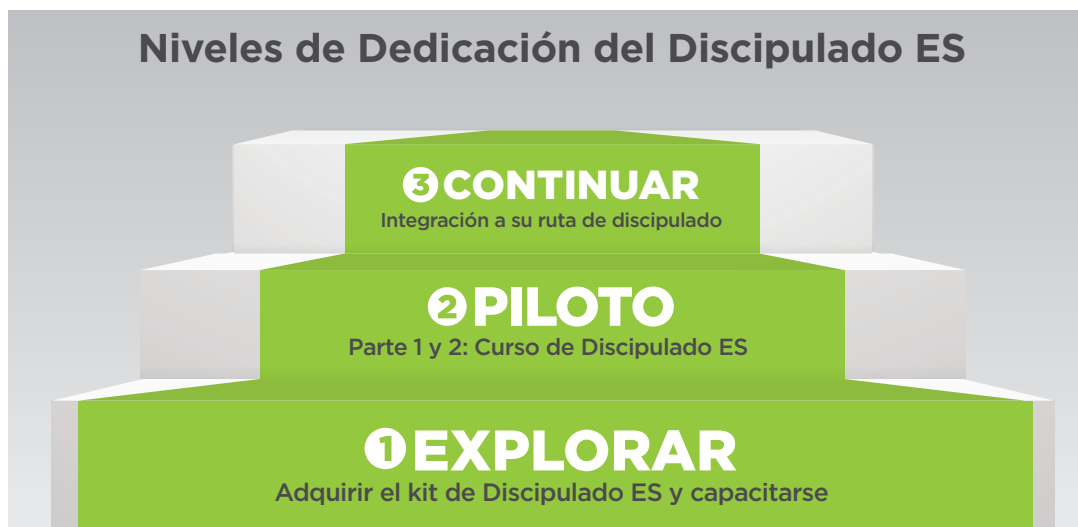 Niveles de Dedicación del Discipulado ES
3 CONTINUAR
Integración a su ruta de discipulado
2 PILOTO
Parte 1 y 2: Curso de Discipulado ES
1 EXPLORAR
Adquirir el kit de Discipulado ES y capacitarse